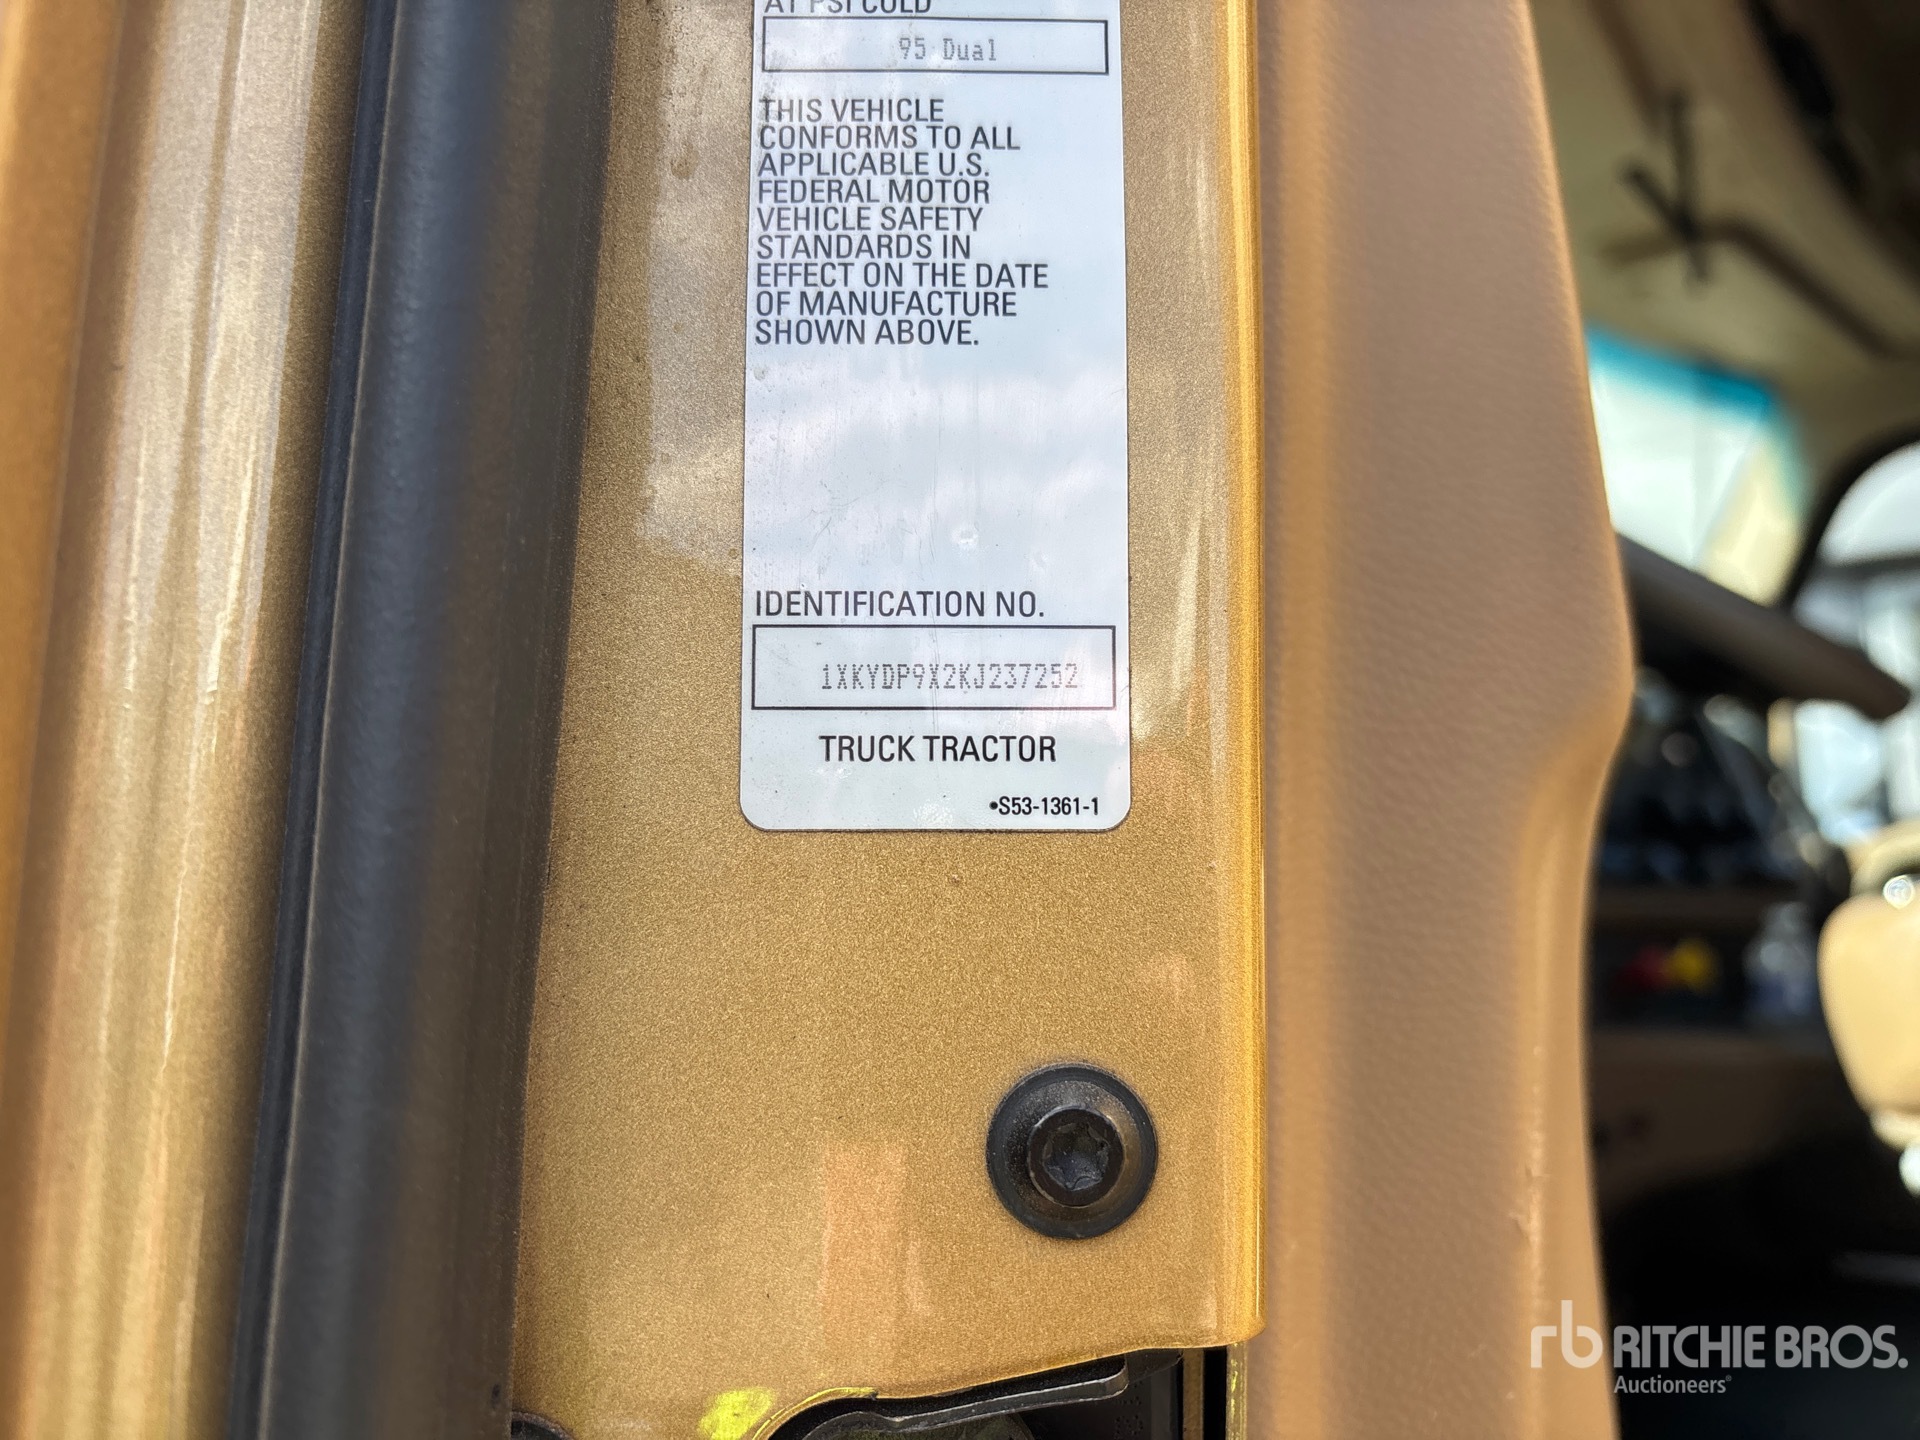 AT PSI COLD
95 Dual
THIS VEHICLE
CONFORMS TO ALL
APPLICABLE U.S.
FEDERAL MOTOR
VEHICLE SAFETY
STANDARDS IN
EFFECT ON THE DATE
OF MANUFACTURE
SHOWN ABOVE.
IDENTIFICATION NO.
1XKYDP9X2KJ237252
TRUCK TRACTOR
•S53-1361-1
rb RITCHIE BROS.
Auctioneers®